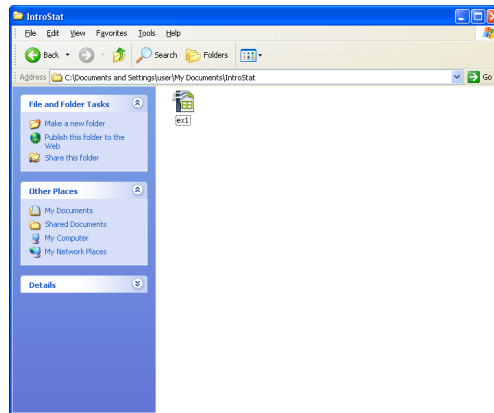 IntroStat
File Edit View Favorites Tools Help
Back Search Folders
Address C:\Documents and Settings\user\My Documents\IntroStat Go
File and Folder Tasks
Make a new folder
Publish this folder to the
Web
Share this folder
ex1
Other Places
My Documents
Shared Documents
My Computer
My Network Places
Details